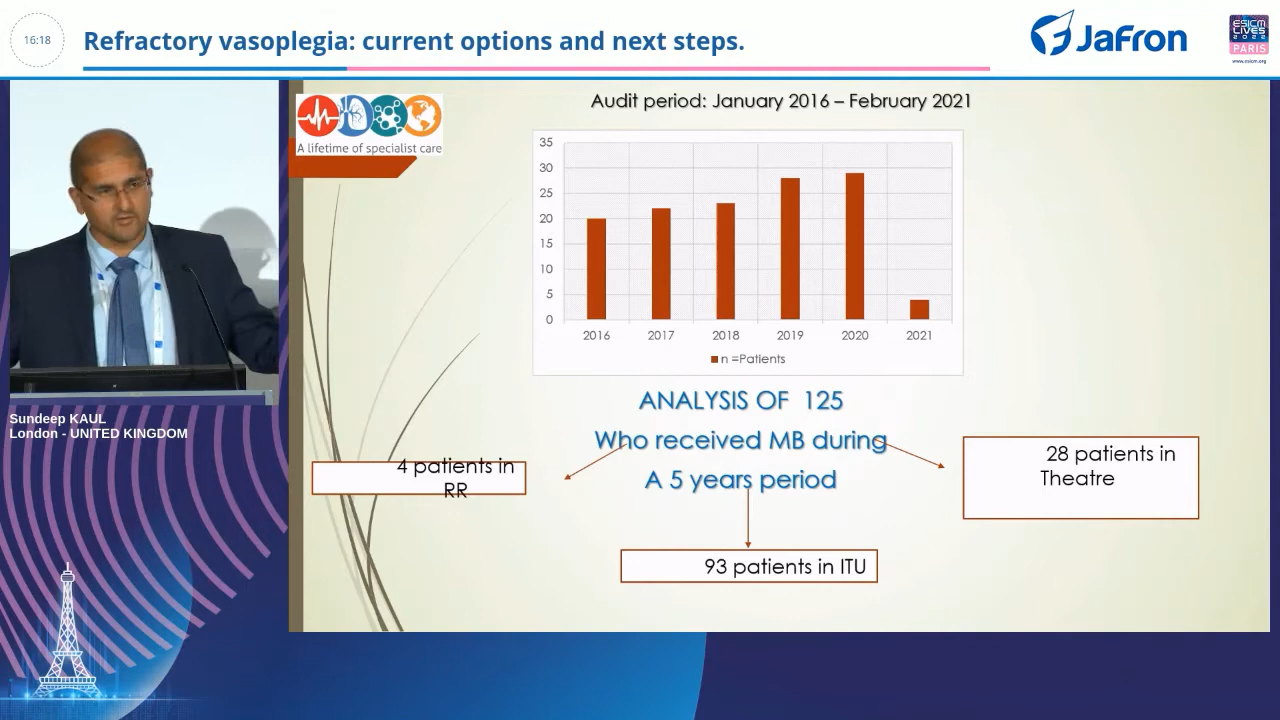 16:18
Refractory vasoplegia: current options and next steps.
JaFron
ESICM
LIVES
2022
PARIS
www.esicm.org
A lifetime of specialist care
Audit period: January 2016 – February 2021
35
30
25
20
15
10
5
0
2016 2017 2018 2019 2020 2021
n =Patients
Sundeep KAUL
London - UNITED KINGDOM
ANALYSIS OF 125
Who received MB during
A 5 years period
4 patients in
RR
28 patients in
Theatre
93 patients in ITU